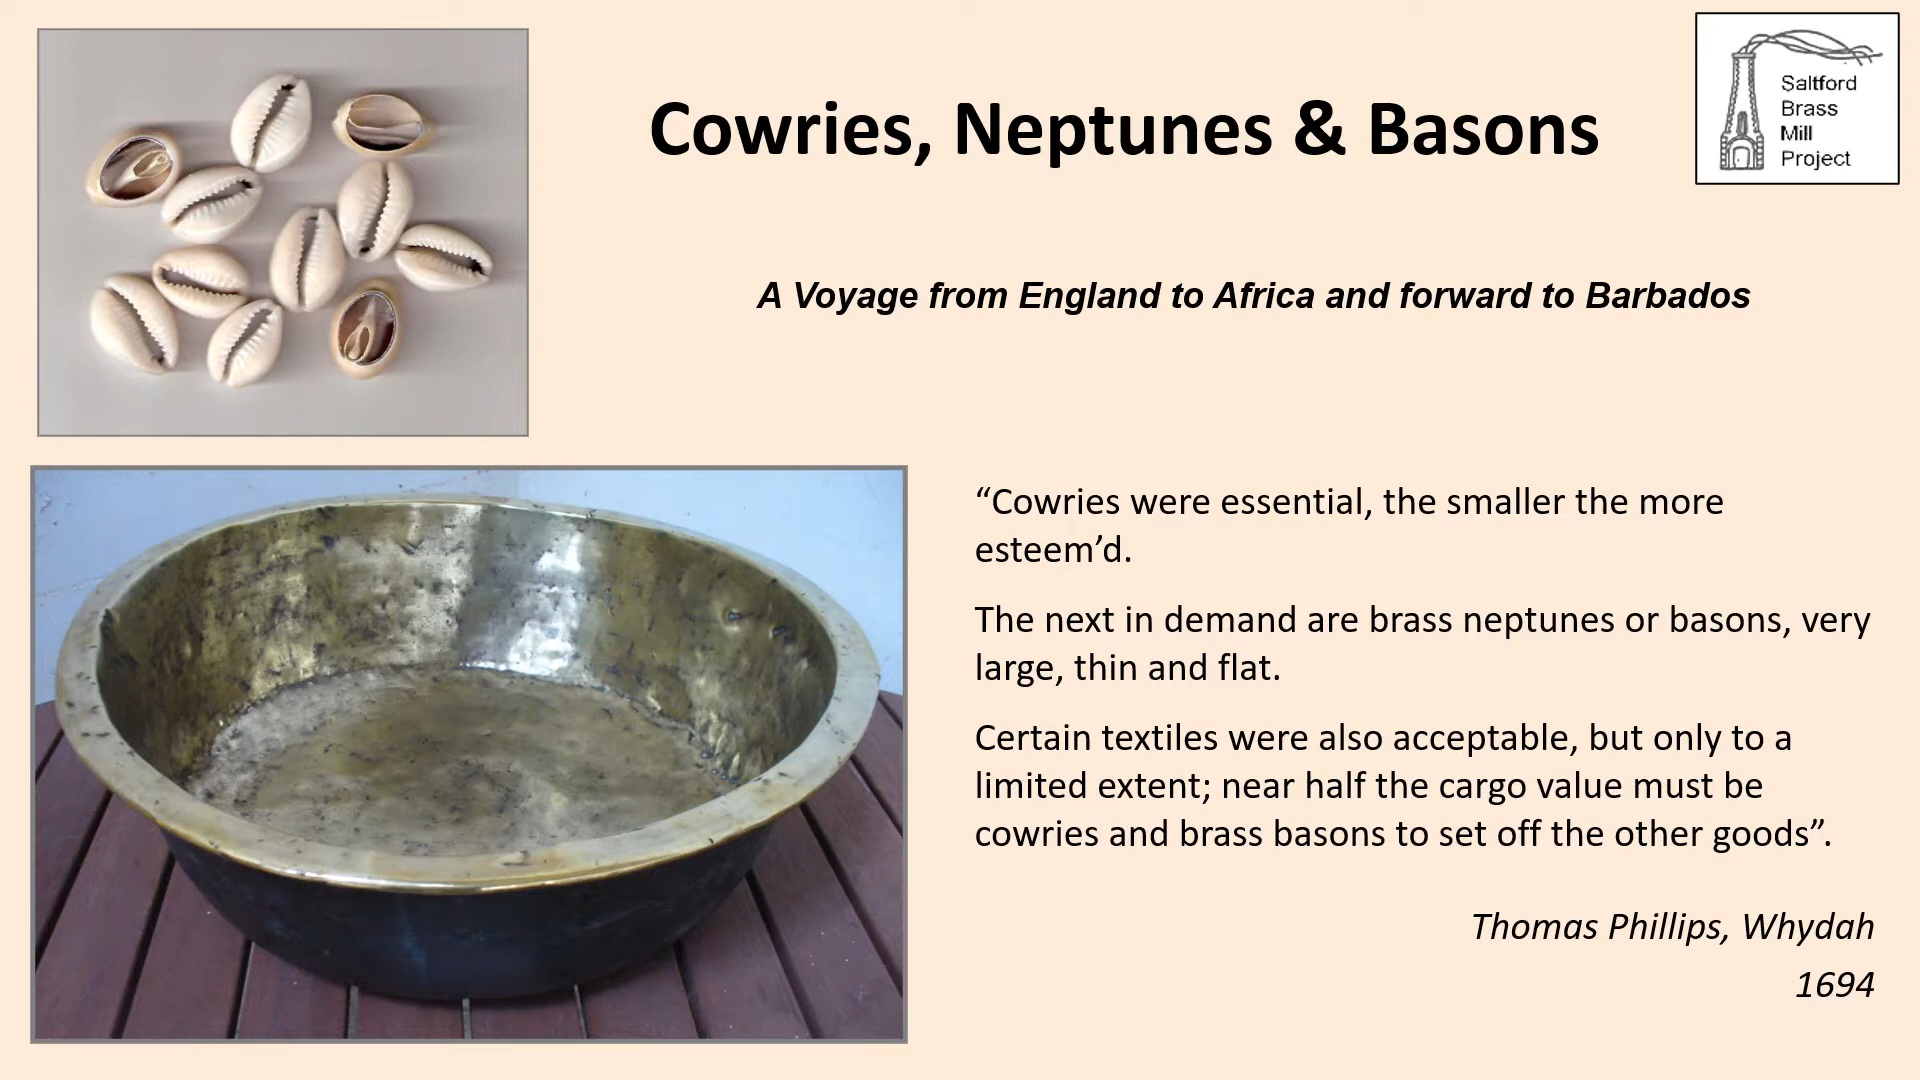 Cowries, Neptunes & Basons
Saltford
Brass
Mill
Project
A Voyage from England to Africa and forward to Barbados
“Cowries were essential, the smaller the more
esteem’d.
The next in demand are brass neptunes or basons, very
large, thin and flat.
Certain textiles were also acceptable, but only to a
limited extent; near half the cargo value must be
cowries and brass basons to set off the other goods”.
Thomas Phillips, Whydah
1694